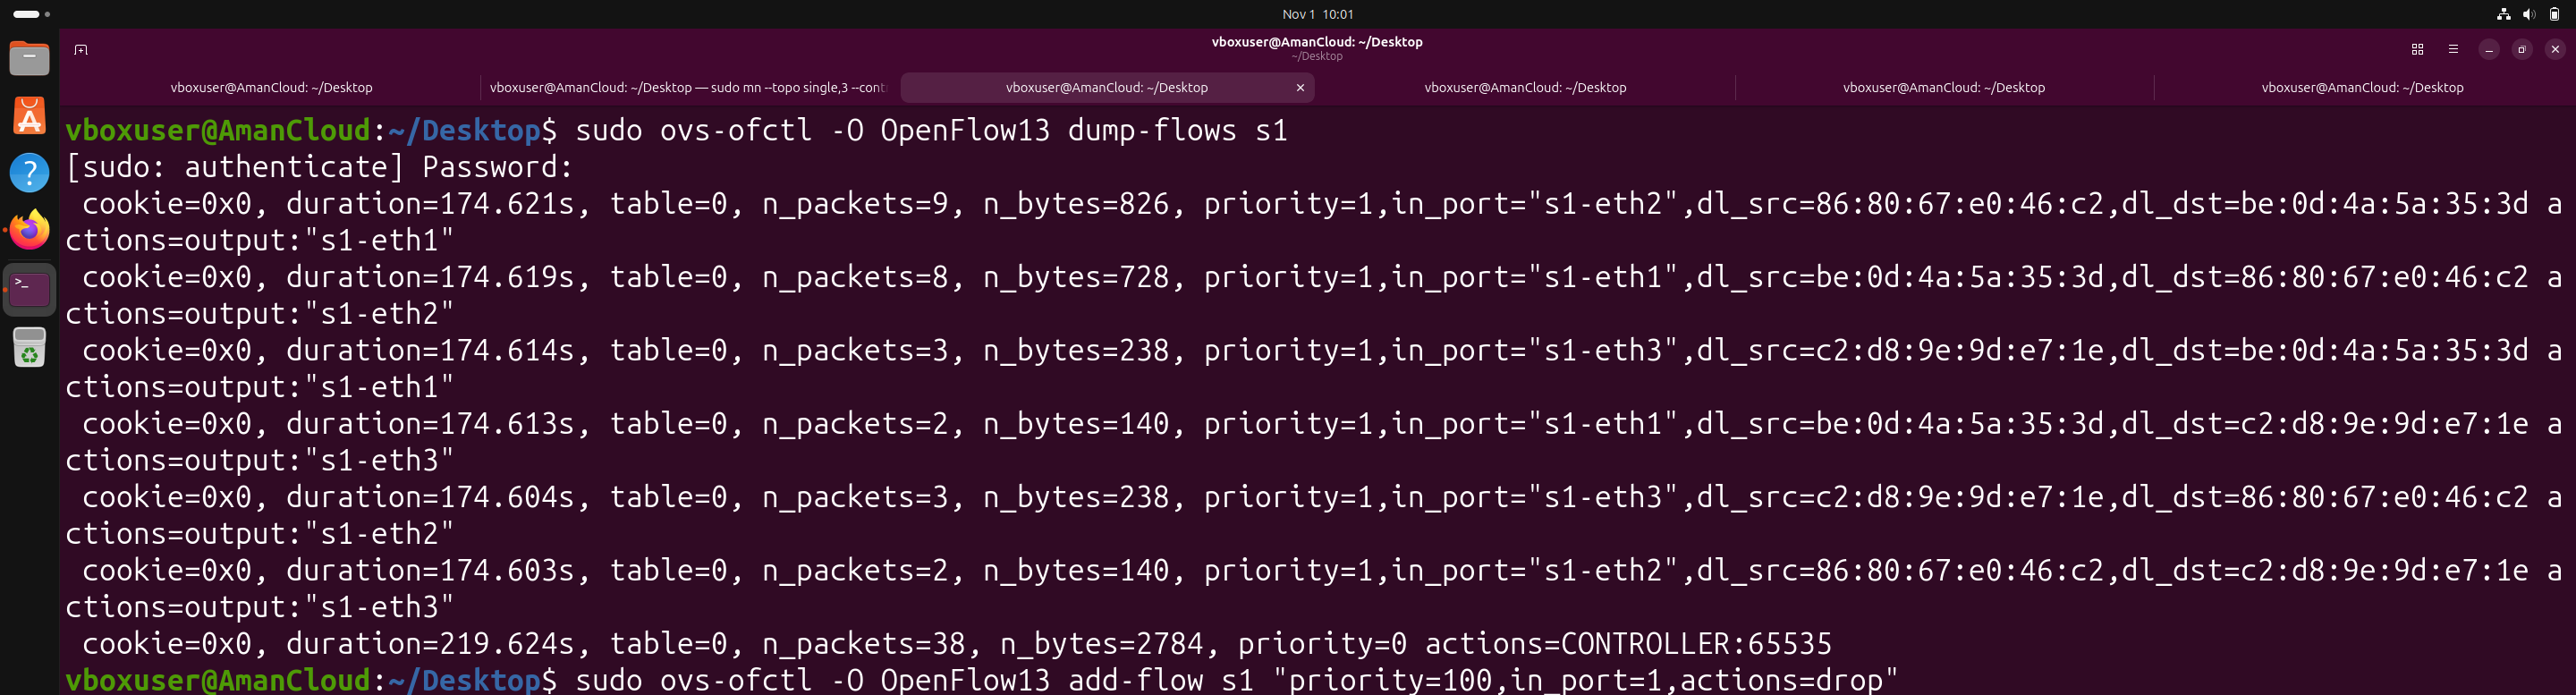 Nov 1 10:01
vboxuser@AmanCloud: ~/Desktop
~/Desktop
vboxuser@AmanCloud: ~/Desktop
vboxuser@AmanCloud: ~/Desktop — sudo mn --topo single,3 --cont
vboxuser@AmanCloud: ~/Desktop
vboxuser@AmanCloud: ~/Desktop
vboxuser@AmanCloud: ~/Desktop
vboxuser@AmanCloud: ~/Desktop
vboxuser@AmanCloud:~/Desktop$ sudo ovs-ofctl -O OpenFlow13 dump-flows s1
[sudo: authenticate] Password:
cookie=0x0, duration=174.621s, table=0, n_packets=9, n_bytes=826, priority=1,in_port="s1-eth2",dl_src=86:80:67:e0:46:c2,dl_dst=be:0d:4a:5a:35:3d a
ctions=output:"s1-eth1"
cookie=0x0, duration=174.619s, table=0, n_packets=8, n_bytes=728, priority=1,in_port="s1-eth1",dl_src=be:0d:4a:5a:35:3d,dl_dst=86:80:67:e0:46:c2 a
ctions=output:"s1-eth2"
cookie=0x0, duration=174.614s, table=0, n_packets=3, n_bytes=238, priority=1,in_port="s1-eth3",dl_src=c2:d8:9e:9d:e7:1e,dl_dst=be:0d:4a:5a:35:3d a
ctions=output:"s1-eth1"
cookie=0x0, duration=174.613s, table=0, n_packets=2, n_bytes=140, priority=1,in_port="s1-eth1",dl_src=be:0d:4a:5a:35:3d,dl_dst=c2:d8:9e:9d:e7:1e a
ctions=output:"s1-eth3"
cookie=0x0, duration=174.604s, table=0, n_packets=3, n_bytes=238, priority=1,in_port="s1-eth3",dl_src=c2:d8:9e:9d:e7:1e,dl_dst=86:80:67:e0:46:c2 a
ctions=output:"s1-eth2"
cookie=0x0, duration=174.603s, table=0, n_packets=2, n_bytes=140, priority=1,in_port="s1-eth2",dl_src=86:80:67:e0:46:c2,dl_dst=c2:d8:9e:9d:e7:1e a
ctions=output:"s1-eth3"
cookie=0x0, duration=219.624s, table=0, n_packets=38, n_bytes=2784, priority=0 actions=CONTROLLER:65535
vboxuser@AmanCloud:~/Desktop$ sudo ovs-ofctl -O OpenFlow13 add-flow s1 "priority=100,in_port=1,actions=drop"